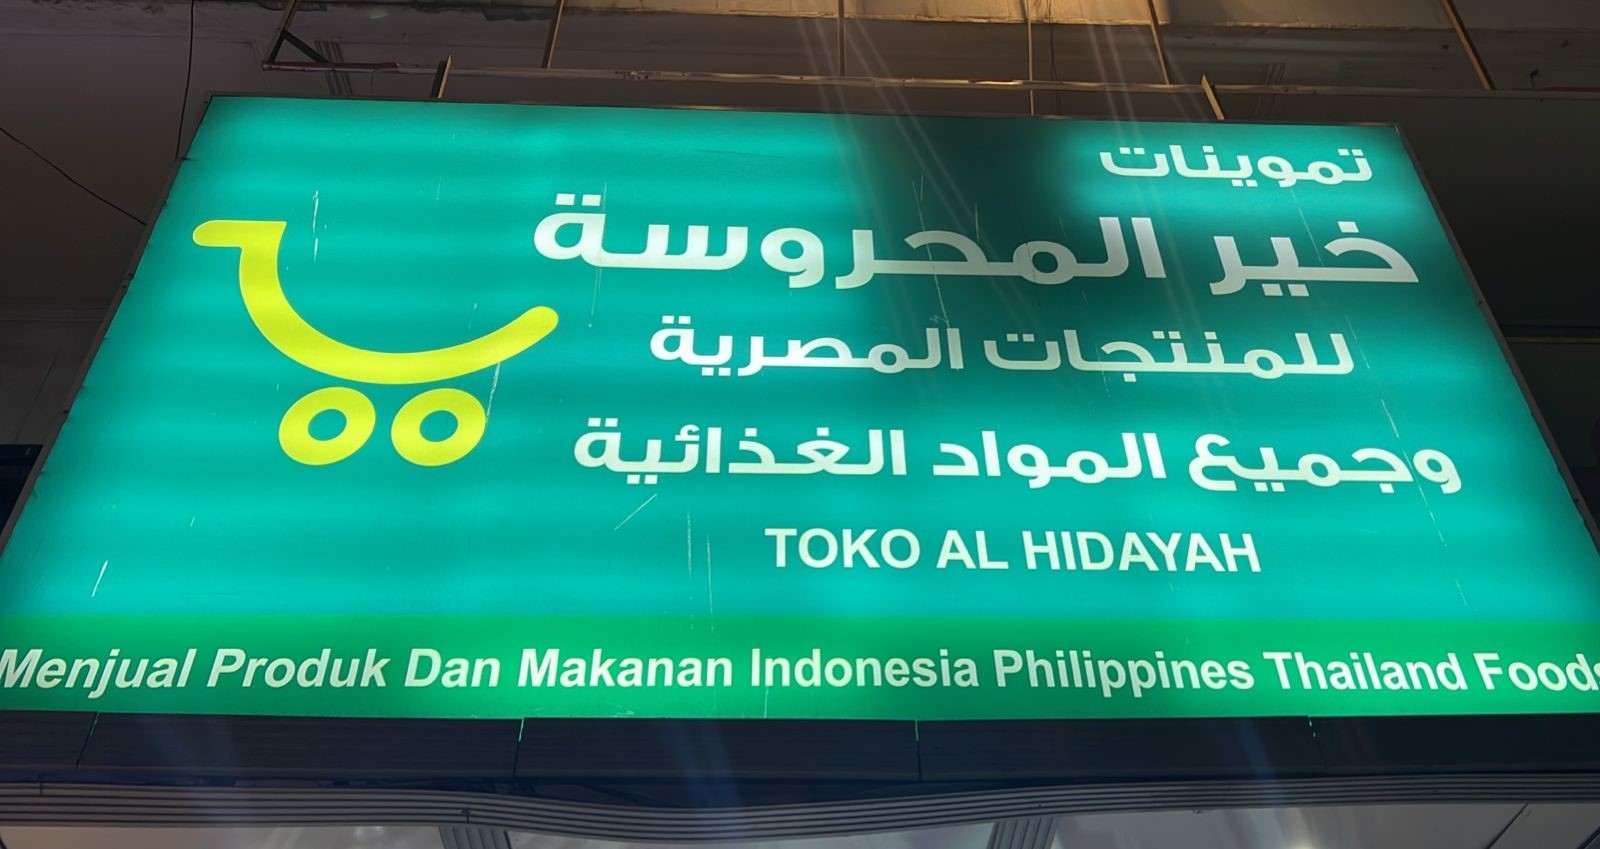 تموينات
خير المحروسة
للمنتجات المصرية
وجميع المواد الغذائية
TOKO AL HIDAYAH
Menjual Produk Dan Makanan Indonesia Philippines Thailand Foods